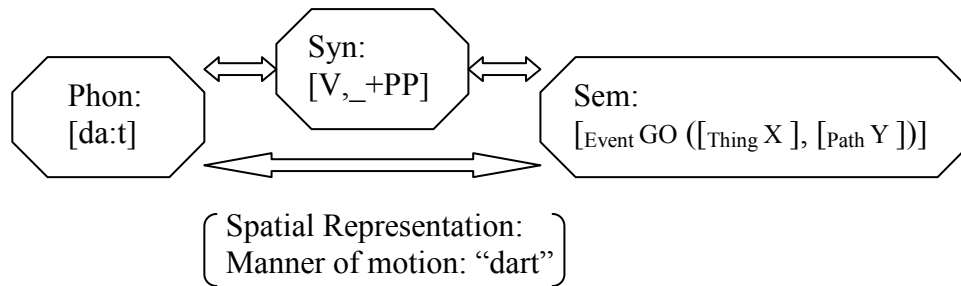 Syn:
[V,_+PP]
Phon:
[da:t]
Sem:
[Event GO ([Thing X ], [Path Y ])]
Spatial Representation:
Manner of motion: “dart”